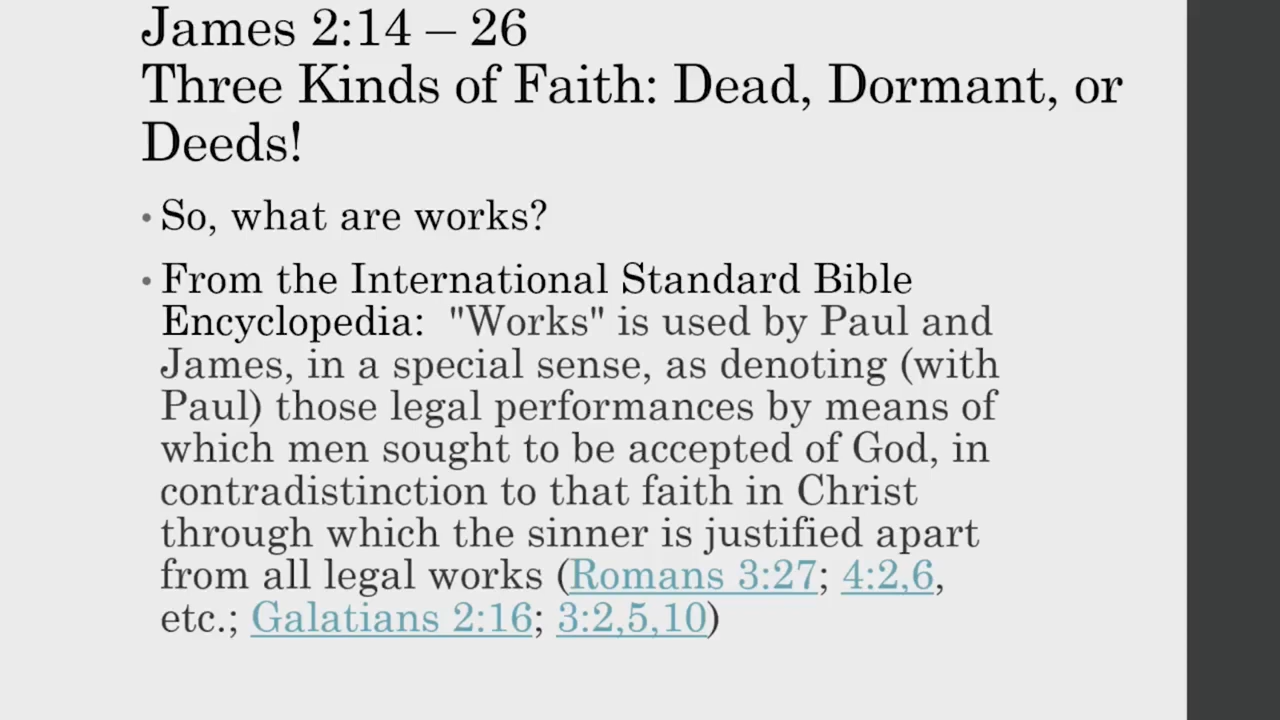 James 2:14 – 26
Three Kinds of Faith: Dead, Dormant, or
Deeds!
• So, what are works?
• From the International Standard Bible
Encyclopedia:  "Works" is used by Paul and
James, in a special sense, as denoting (with
Paul) those legal performances by means of
which men sought to be accepted of God, in
contradistinction to that faith in Christ
through which the sinner is justified apart
from all legal works (Romans 3:27; 4:2,6,
etc.; Galatians 2:16; 3:2,5,10)